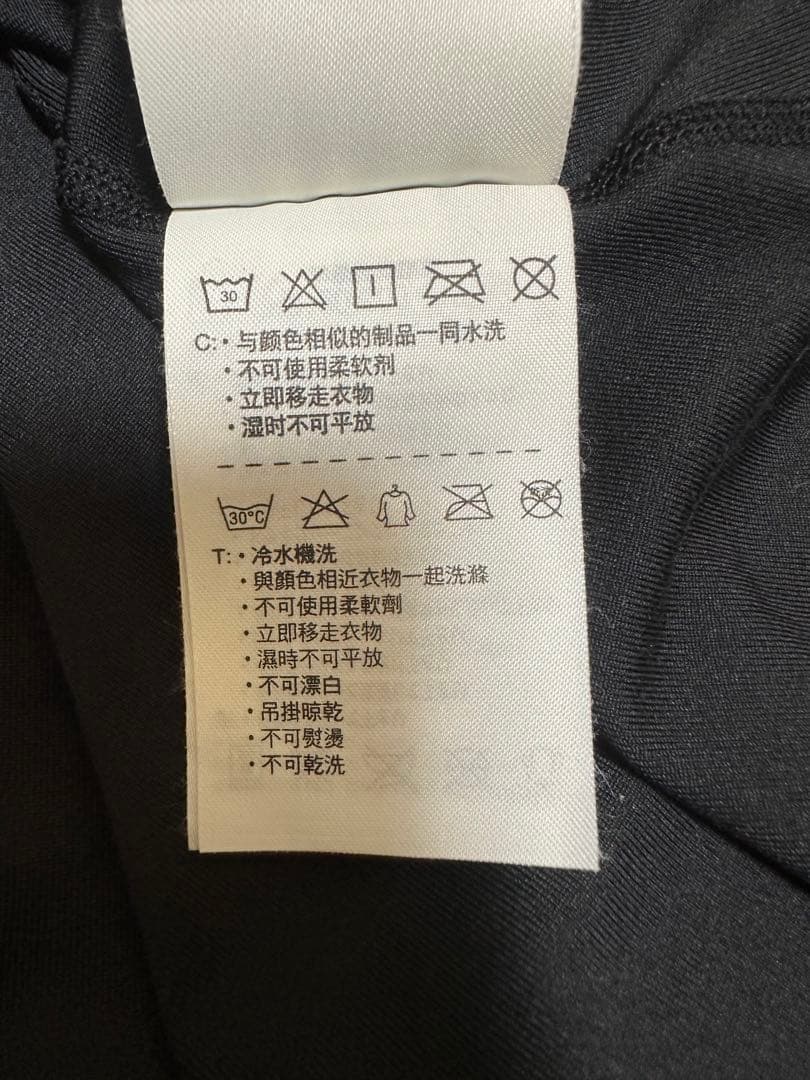 30
C:・与颜色相似的制品一同水洗
・不可使用柔软剂
・立即移走衣物
・湿时不可平放
30°C
T:・冷水機洗
・與顏色相近衣物一起洗滌
・不可使用柔軟劑
・立即移走衣物
・濕時不可平放
・不可漂白
・吊掛晾乾
・不可熨燙
・不可乾洗